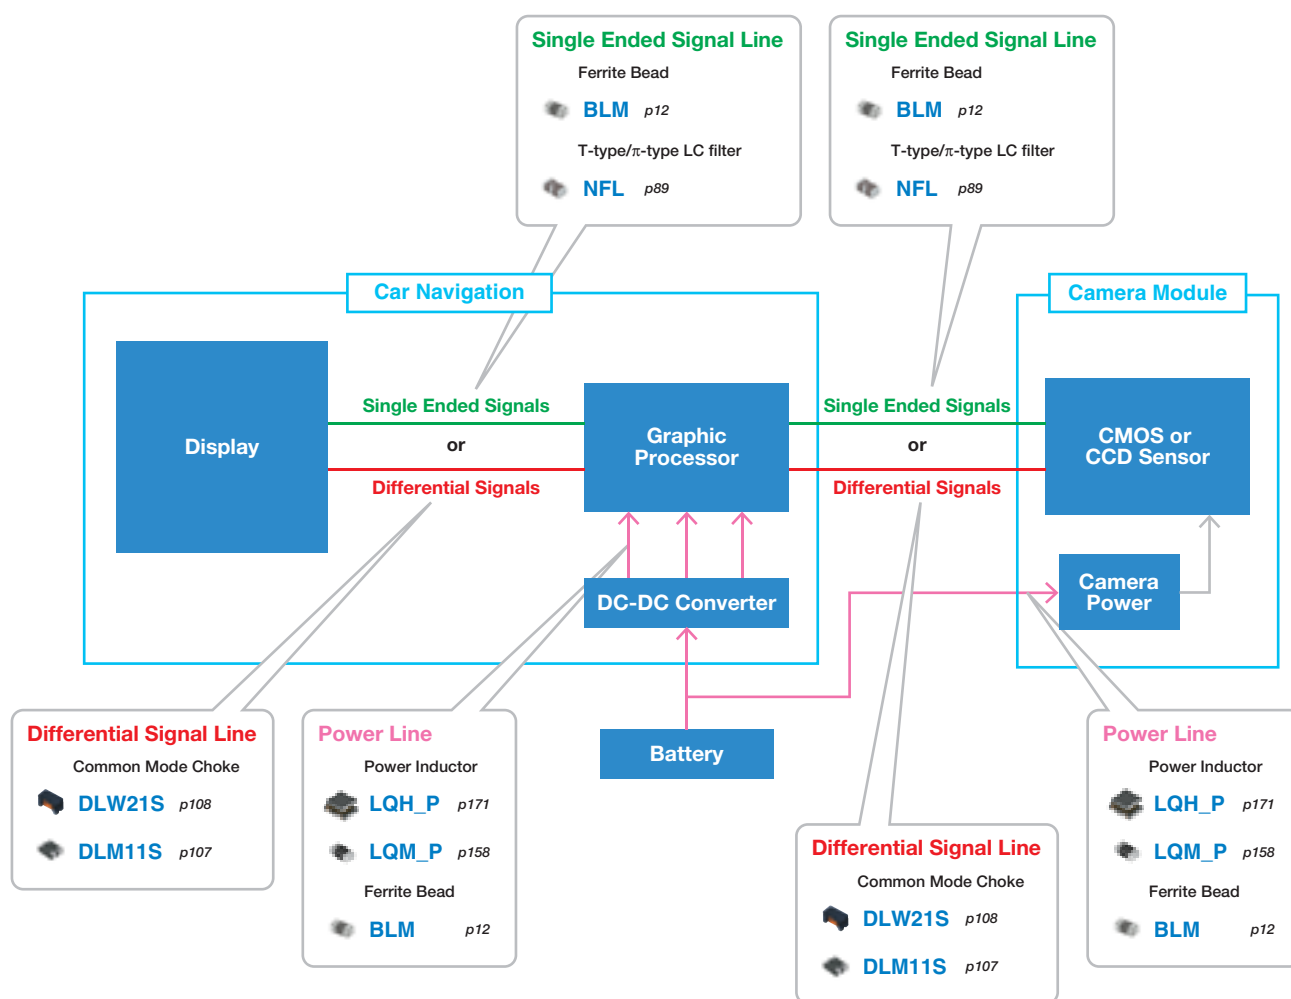 Single Ended Signal Line
Ferrite Bead
BLM p12
T-type/π-type LC filter
NFL p89
Single Ended Signal Line
Ferrite Bead
BLM p12
T-type/π-type LC filter
NFL p89
Car Navigation
Camera Module
Display
Single Ended Signals
or
Differential Signals
Graphic
Processor
Single Ended Signals
or
Differential Signals
CMOS or
CCD Sensor
DC-DC Converter
Camera
Power
Battery
Differential Signal Line
Common Mode Choke
DLW21S p108
DLM11S p107
Power Line
Power Inductor
LQH_P p171
LQM_P p158
Ferrite Bead
BLM p12
Differential Signal Line
Common Mode Choke
DLW21S p108
DLM11S p107
Power Line
Power Inductor
LQH_P p171
LQM_P p158
Ferrite Bead
BLM p12